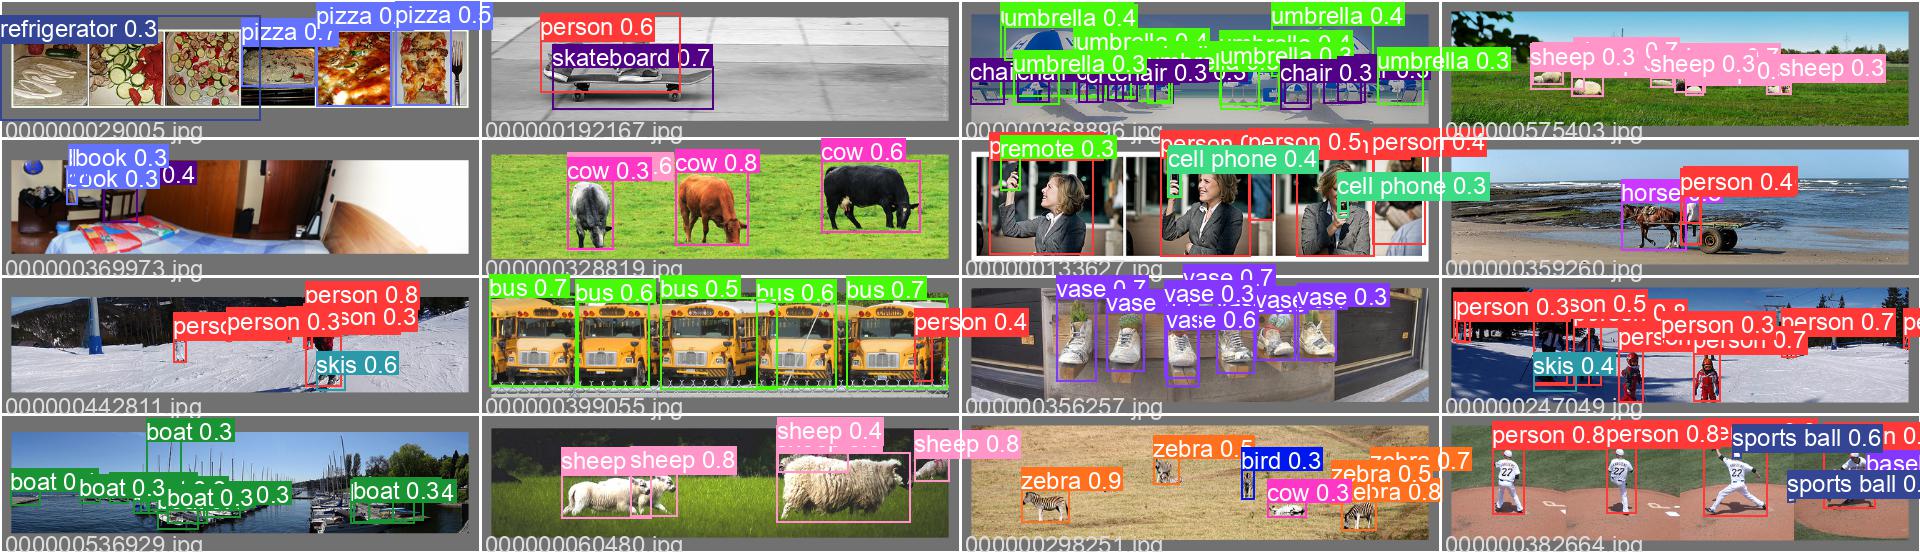 refrigerator 0.3
pizza 0.7
pizza 0.
pizza 0.5
000000029005.jpg
person 0.6
skateboard 0.7
000000192167.jpg
umbrella 0.4
umbrella 0.4
umbrella 0.4
umbrella 0.3
umbrella 0.3
umbrella 0.3
chair
chair 0.3
chair 0.3
000000368896.jpg
sheep 0.3
sheep
sheep 0.3
000000575403.jpg
book 0.3
book 0.3
0.4
000000369973.jpg
cow 0.3
cow 0.8
cow 0.6
000000328819.jpg
remote 0.3
person
person 0.5
person 0.4
cell phone 0.4
cell phone 0.3
000000133627.jpg
horse
person 0.4
000000359260.jpg
person 0.8
person 0.3
skis 0.6
000000442811.jpg
bus 0.7
bus 0.6
bus 0.5
bus 0.6
bus 0.7
person 0.4
000000399055.jpg
vase 0.7
vase
vase 0.7
vase 0.3
vase 0.6
vase
vase 0.3
000000356257.jpg
person 0.3
son 0.5
person 0.3
person 0.7
person 0.7
skis 0.4
000000247049.jpg
boat 0.3
boat 0
boat 0.3
boat 0.3
0.3
boat 0.3
000000536929.jpg
sheep
sheep 0.8
sheep 0.4
sheep 0.8
000000060480.jpg
zebra 0.9
zebra 0.5
bird 0.3
cow 0.3
zebra 0.7
zebra 0.5
zebra 0.8
000000298251.jpg
person 0.8
person 0.8
sports ball 0.6
sports ball 0.
22
22
22
000000382664.jpg